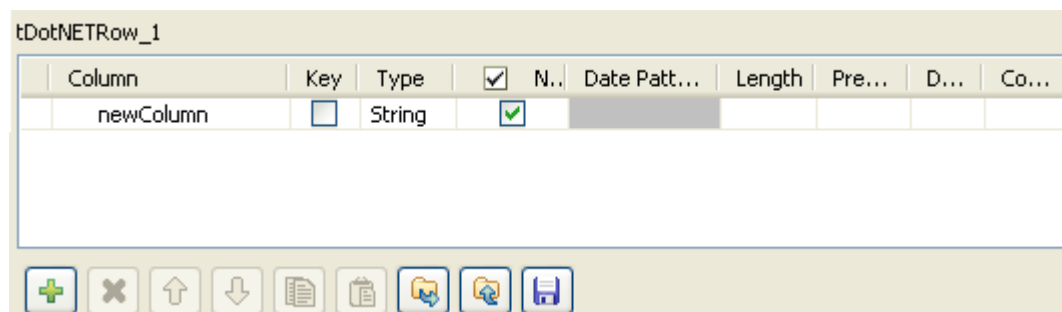 tDotNETRow_1
Column Key Type N.. Date Patt... Length Pre... D... Co...
newColumn String